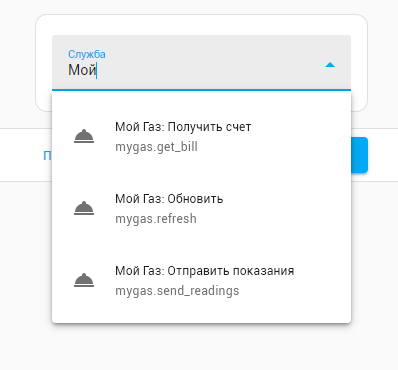 Служба
Мой
Мой Газ: Получить счет
mygas.get_bill
Мой Газ: Обновить
mygas.refresh
Мой Газ: Отправить показания
mygas.send_readings